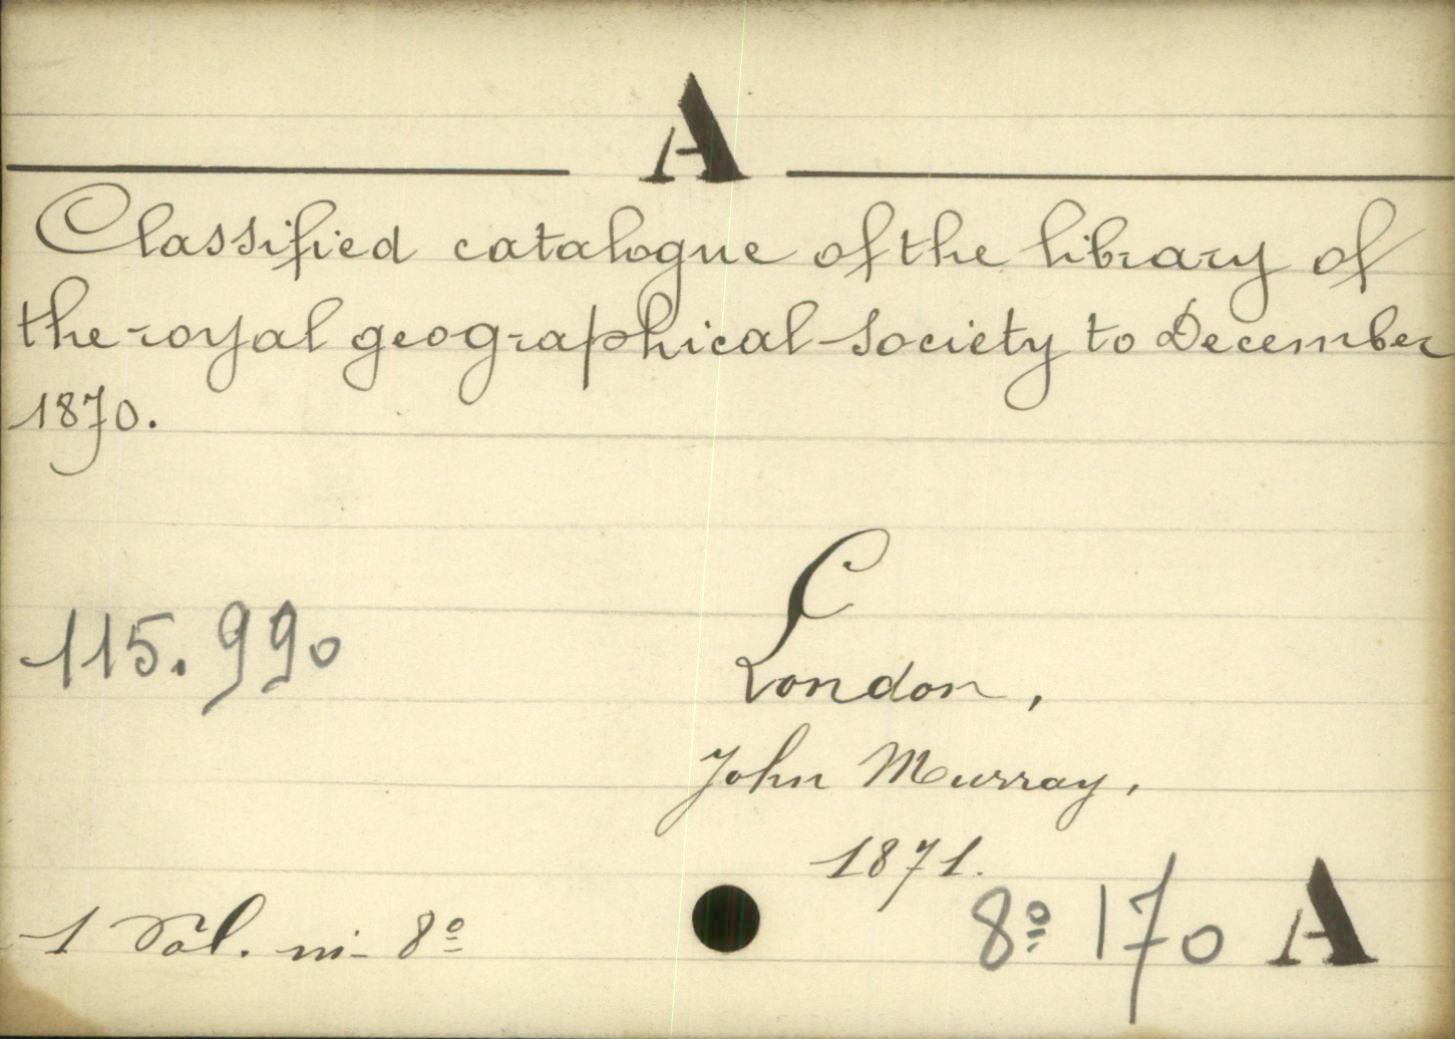 A
Classified catalogue of the library of
the royal geographical society to December
1870.
C
115.990
London,
John Murray,
1871.
1 Vol. in-8º
8º 170 A